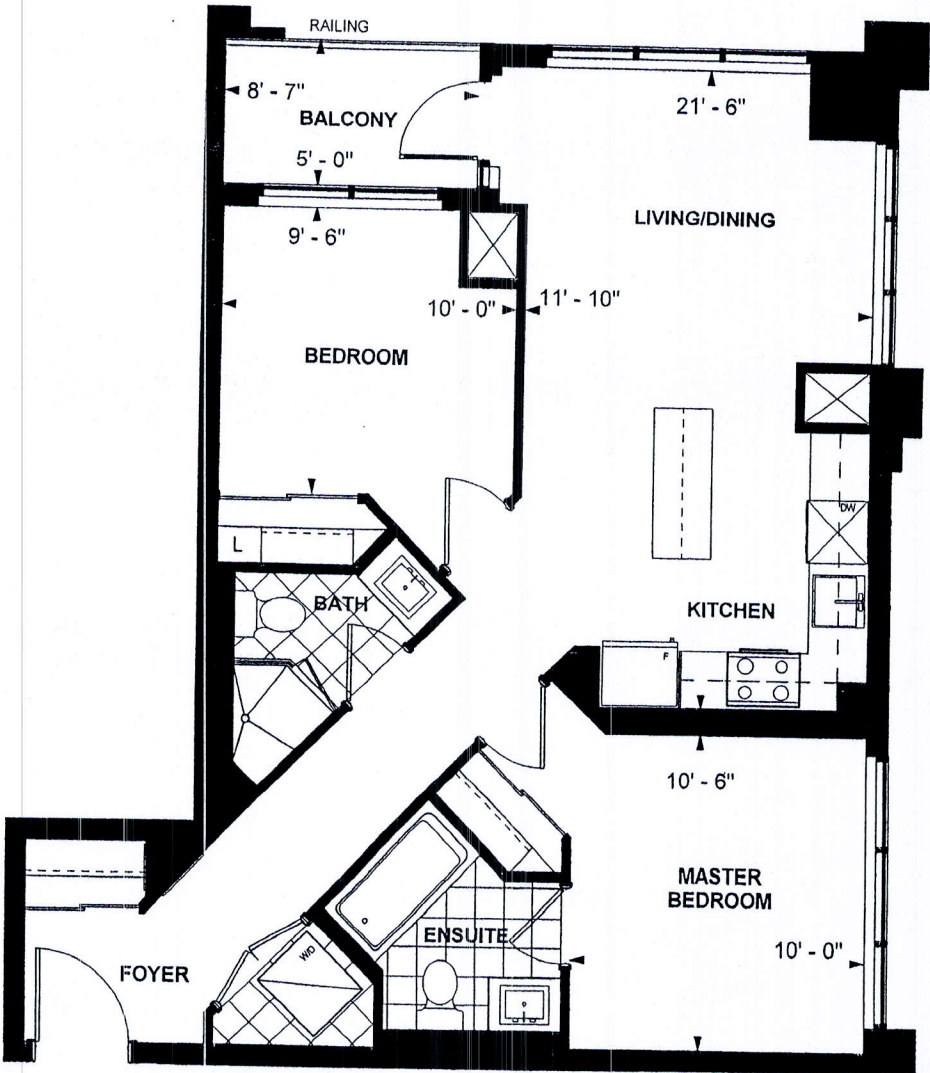 RAILING
8' - 7"
BALCONY
5' - 0"
21' - 6"
LIVING/DINING
9' - 6"
10' - 0"
11' - 10"
BEDROOM
DW
L
BATH
KITCHEN
F
10' - 6"
MASTER
BEDROOM
ENSUITE
W/D
10' - 0"
FOYER